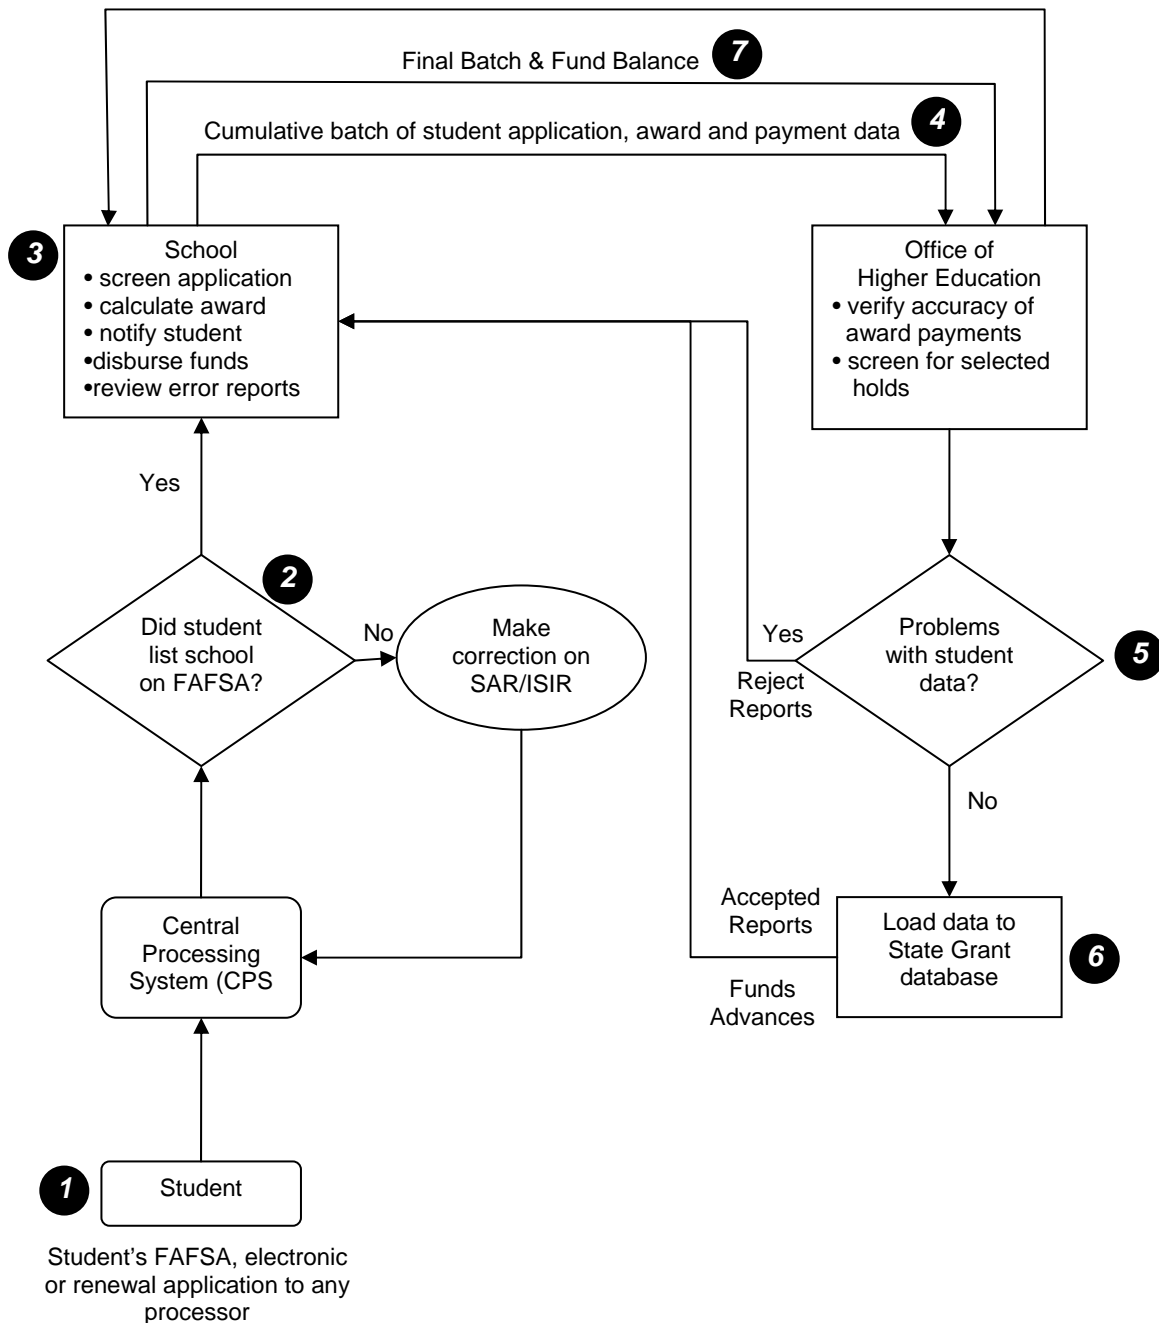 Final Batch & Fund Balance 7
Cumulative batch of student application, award and payment data 4
3
School
• screen application
• calculate award
• notify student
•disburse funds
•review error reports
Office of
Higher Education
• verify accuracy of
award payments
• screen for selected
holds
Yes
2
Did student
list school
on FAFSA?
No
Make
correction on
SAR/ISIR
Yes
Reject
Reports
Problems
with student
data?
5
No
Central
Processing
System (CPS
Accepted
Reports
Funds
Advances
Load data to
State Grant
database
6
1
Student
Student’s FAFSA, electronic
or renewal application to any
processor